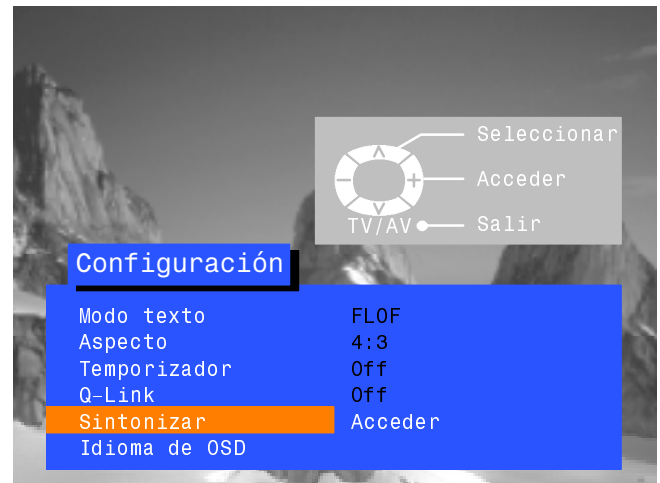 Seleccionar
Acceder
TV/AV Salir
Configuración
Modo texto FLOF
Aspecto 4:3
Temporizador Off
Q-Link Off
Sintonizar Acceder
Idioma de OSD